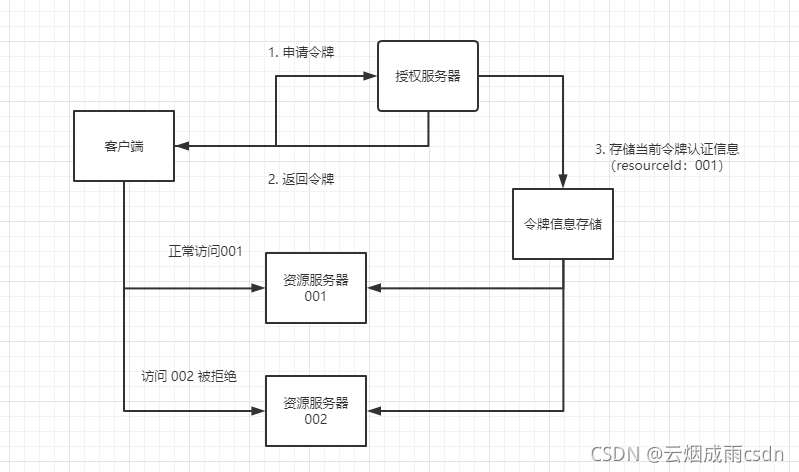 1. 申请令牌
授权服务器
客户端
2. 返回令牌
3. 存储当前令牌认证信息
（resourceId：001）
令牌信息存储
正常访问001
资源服务器
001
访问 002 被拒绝
资源服务器
002
CSDN @云烟成雨csdn